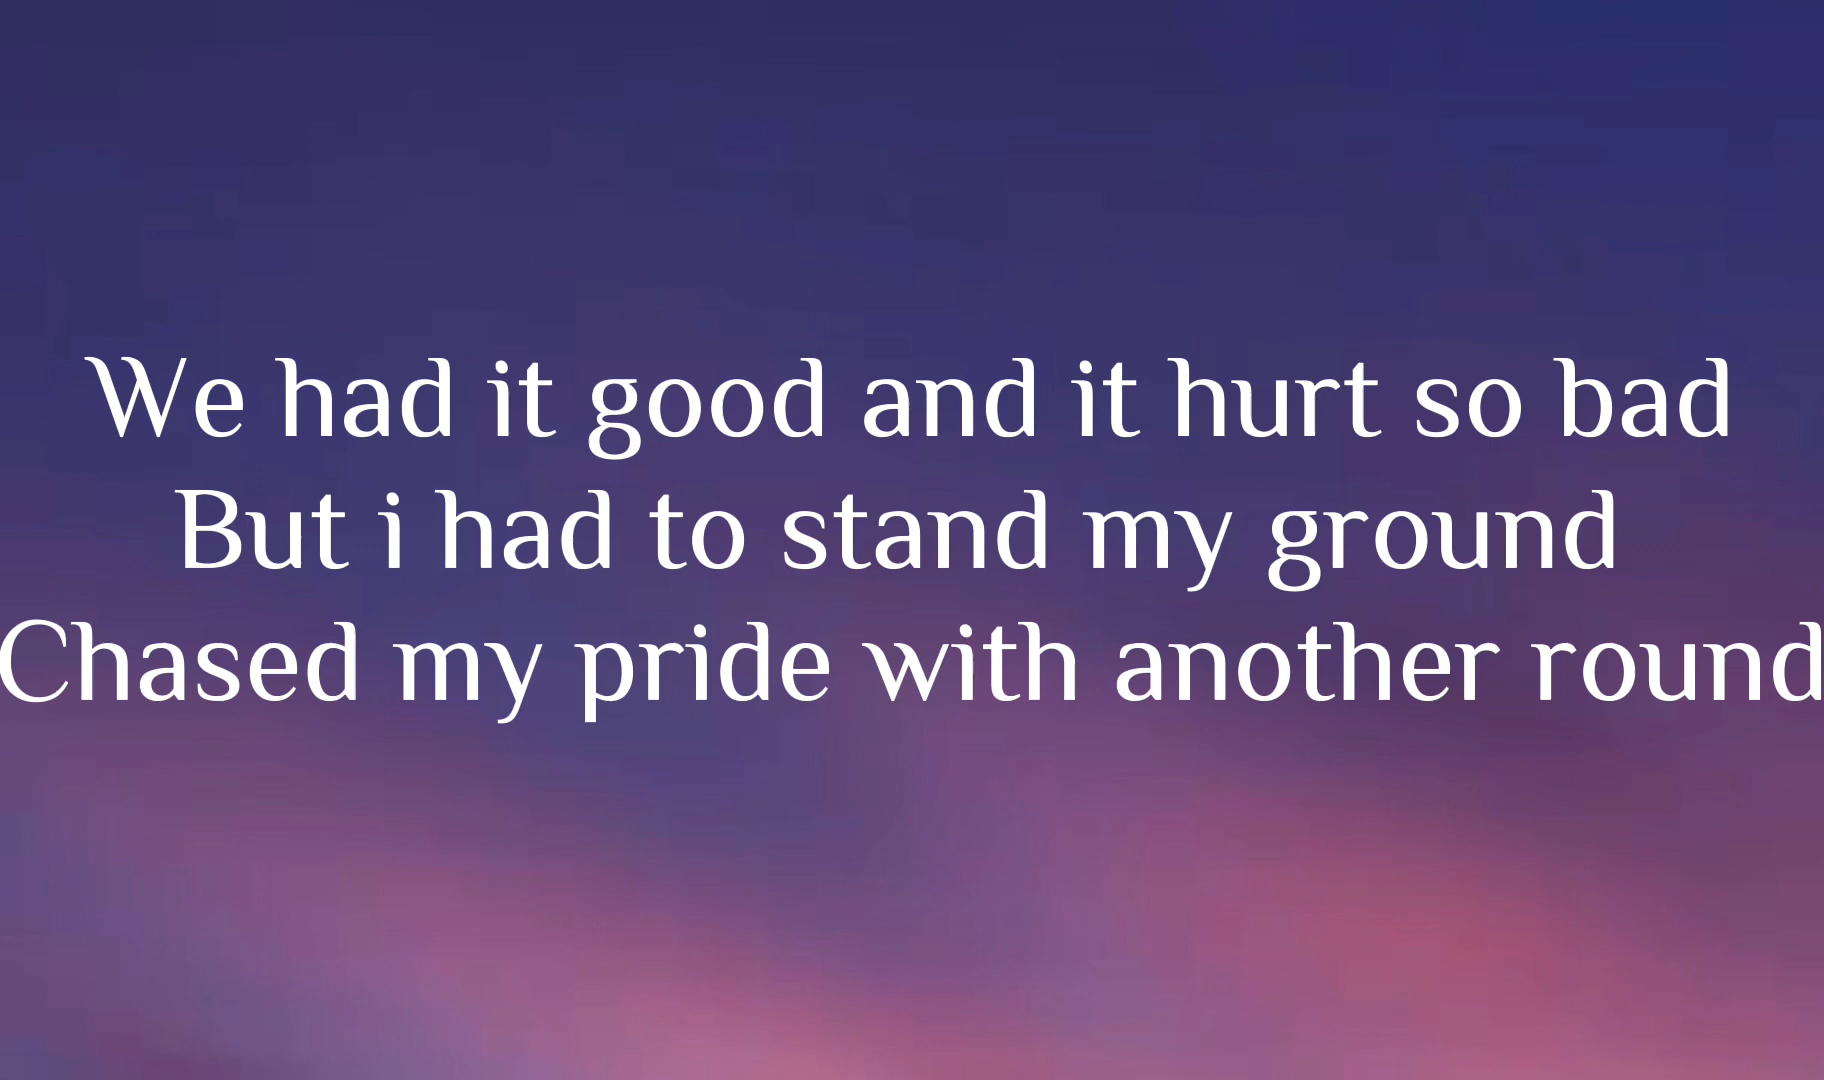 We had it good and it hurt so bad
But i had to stand my ground
Chased my pride with another round